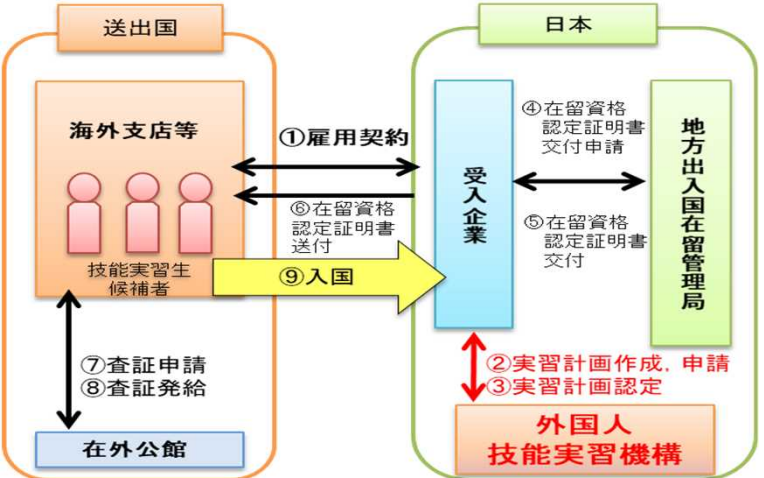 送出国
海外支店等
技能実習生
候補者
①雇用契約
⑥在留資格
認定証明書
送付
⑨入国
⑦査証申請
⑧査証発給
在外公館
日本
受入企業
④在留資格
認定証明書
交付申請
⑤在留資格
認定証明書
交付
地方出入国在留管理局
②実習計画作成，申請
③実習計画認定
外国人
技能実習機構